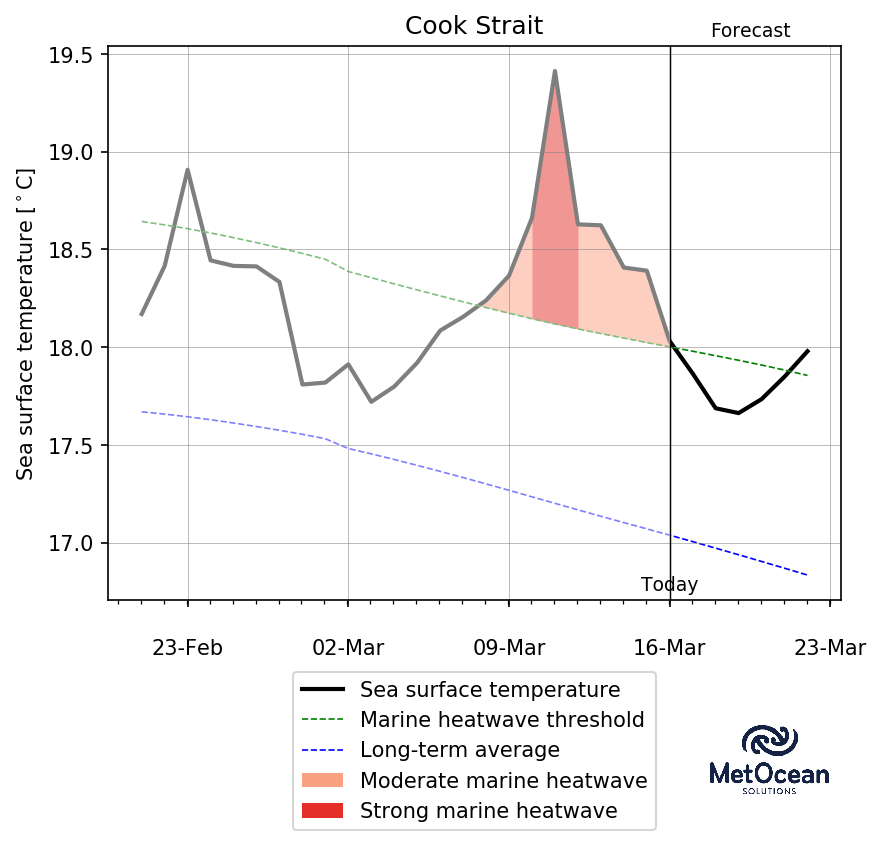 Cook Strait
Forecast
Sea surface temperature [°C]
19.5
19.0
18.5
18.0
17.5
17.0
Today
23-Feb 02-Mar 09-Mar 16-Mar 23-Mar
Sea surface temperature
Marine heatwave threshold
Long-term average
Moderate marine heatwave
Strong marine heatwave
MetOcean
SOLUTIONS